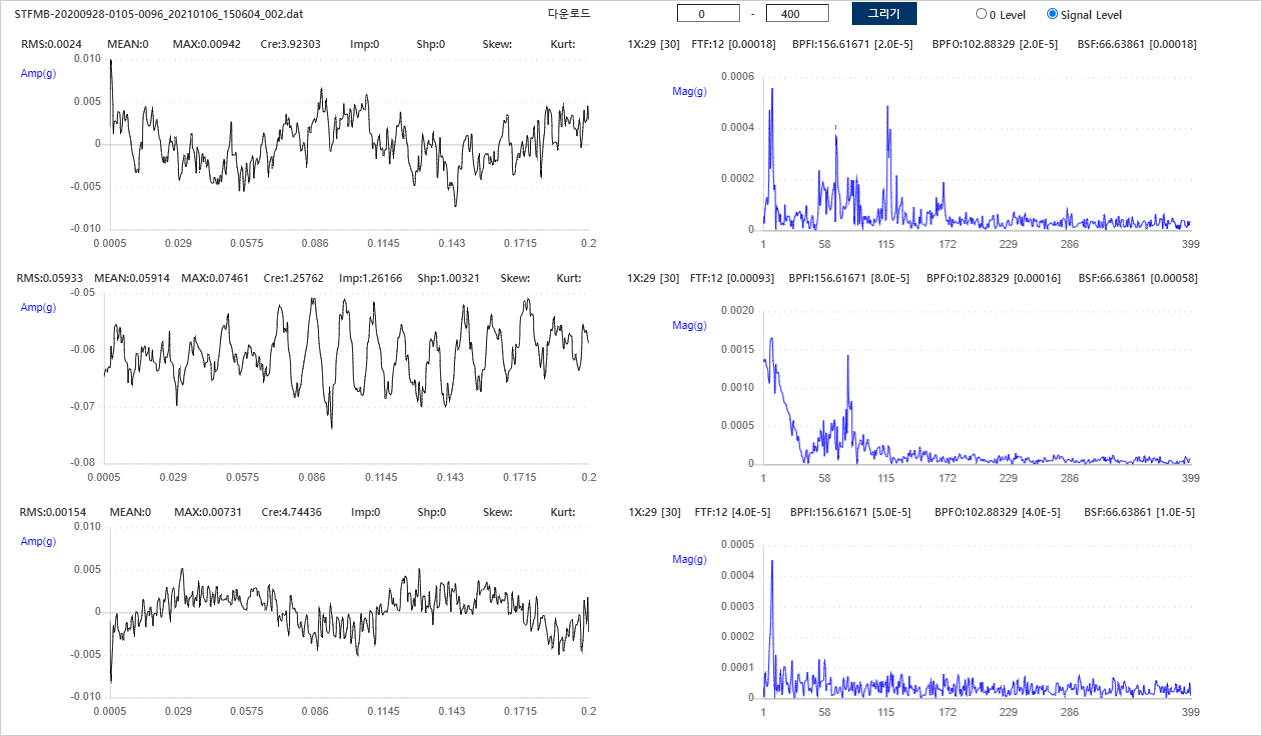 STFMB-20200928-0105-0096_20210106_150604_002.dat 다운로드 0 - 400 그리기 0 Level Signal Level
RMS:0.0024 MEAN:0 MAX:0.00942 Cre:3.92303 Imp:0 Shp:0 Skew: Kurt:
Amp(g)
0.010
0.005
0
-0.005
-0.010
0.0005 0.029 0.0575 0.086 0.1145 0.143 0.1715 0.2
1X:29 [30] FTF:12 [0.00018] BPFI:156.61671 [2.0E-5] BPFO:102.88329 [2.0E-5] BSF:66.63861 [0.00018]
Mag(g)
0.0006
0.0004
0.0002
0
1 58 115 172 229 286 399
RMS:0.05933 MEAN:0.05914 MAX:0.07461 Cre:1.25762 Imp:1.26166 Shp:1.00321 Skew: Kurt:
Amp(g)
-0.05
-0.06
-0.07
-0.08
0.0005 0.029 0.0575 0.086 0.1145 0.143 0.1715 0.2
1X:29 [30] FTF:12 [0.00093] BPFI:156.61671 [8.0E-5] BPFO:102.88329 [0.00016] BSF:66.63861 [0.00058]
Mag(g)
0.0020
0.0015
0.0010
0.0005
0
1 58 115 172 229 286 399
RMS:0.00154 MEAN:0 MAX:0.00731 Cre:4.74436 Imp:0 Shp:0 Skew: Kurt:
Amp(g)
0.010
0.005
0
-0.005
-0.010
0.0005 0.029 0.0575 0.086 0.1145 0.143 0.1715 0.2
1X:29 [30] FTF:12 [4.0E-5] BPFI:156.61671 [5.0E-5] BPFO:102.88329 [4.0E-5] BSF:66.63861 [1.0E-5]
Mag(g)
0.0005
0.0004
0.0003
0.0002
0.0001
0
1 58 115 172 229 286 399